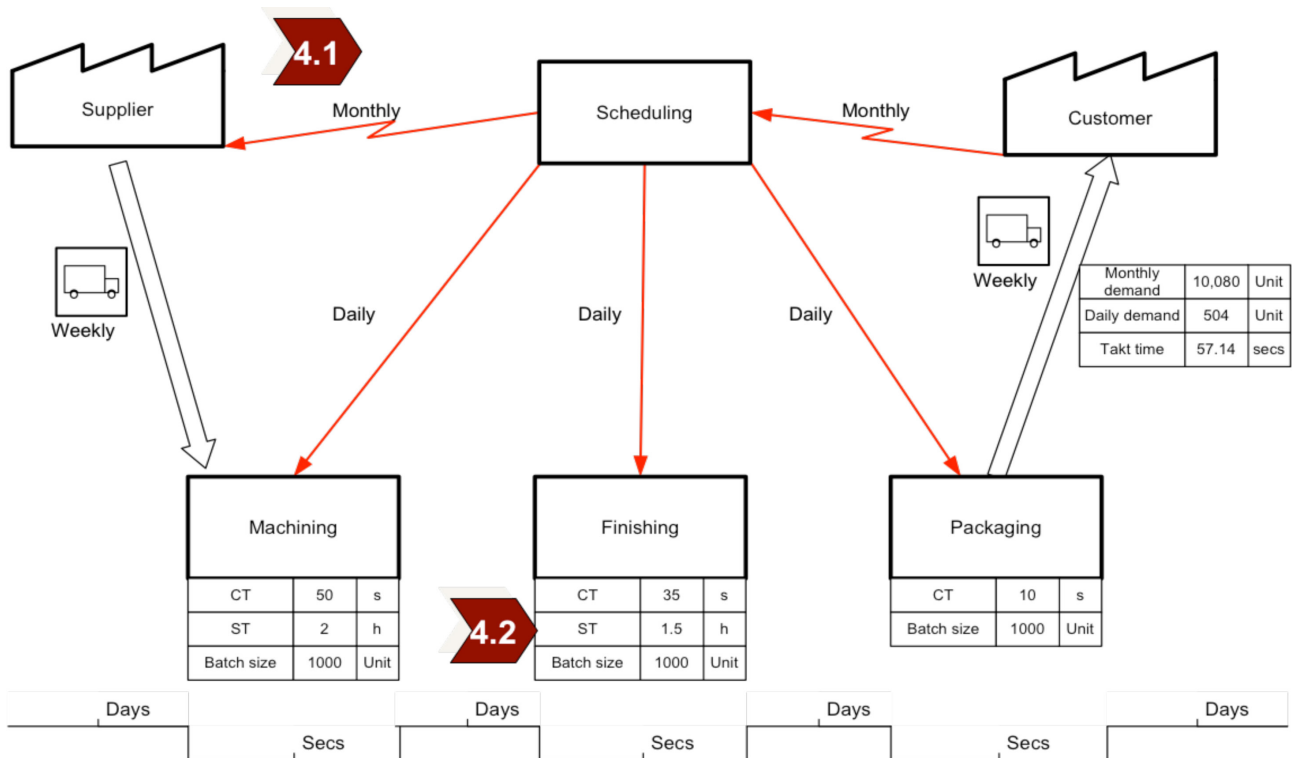 4.1
Supplier
Monthly
Scheduling
Monthly
Customer
Weekly
Weekly
Monthly demand 10,080 Unit
Daily demand 504 Unit
Takt time 57.14 secs
Daily
Daily
Daily
Machining
Finishing
Packaging
CT 50 s
ST 2 h
Batch size 1000 Unit
4.2
CT 35 s
ST 1.5 h
Batch size 1000 Unit
CT 10 s
Batch size 1000 Unit
Days
Days
Days
Days
Secs
Secs
Secs